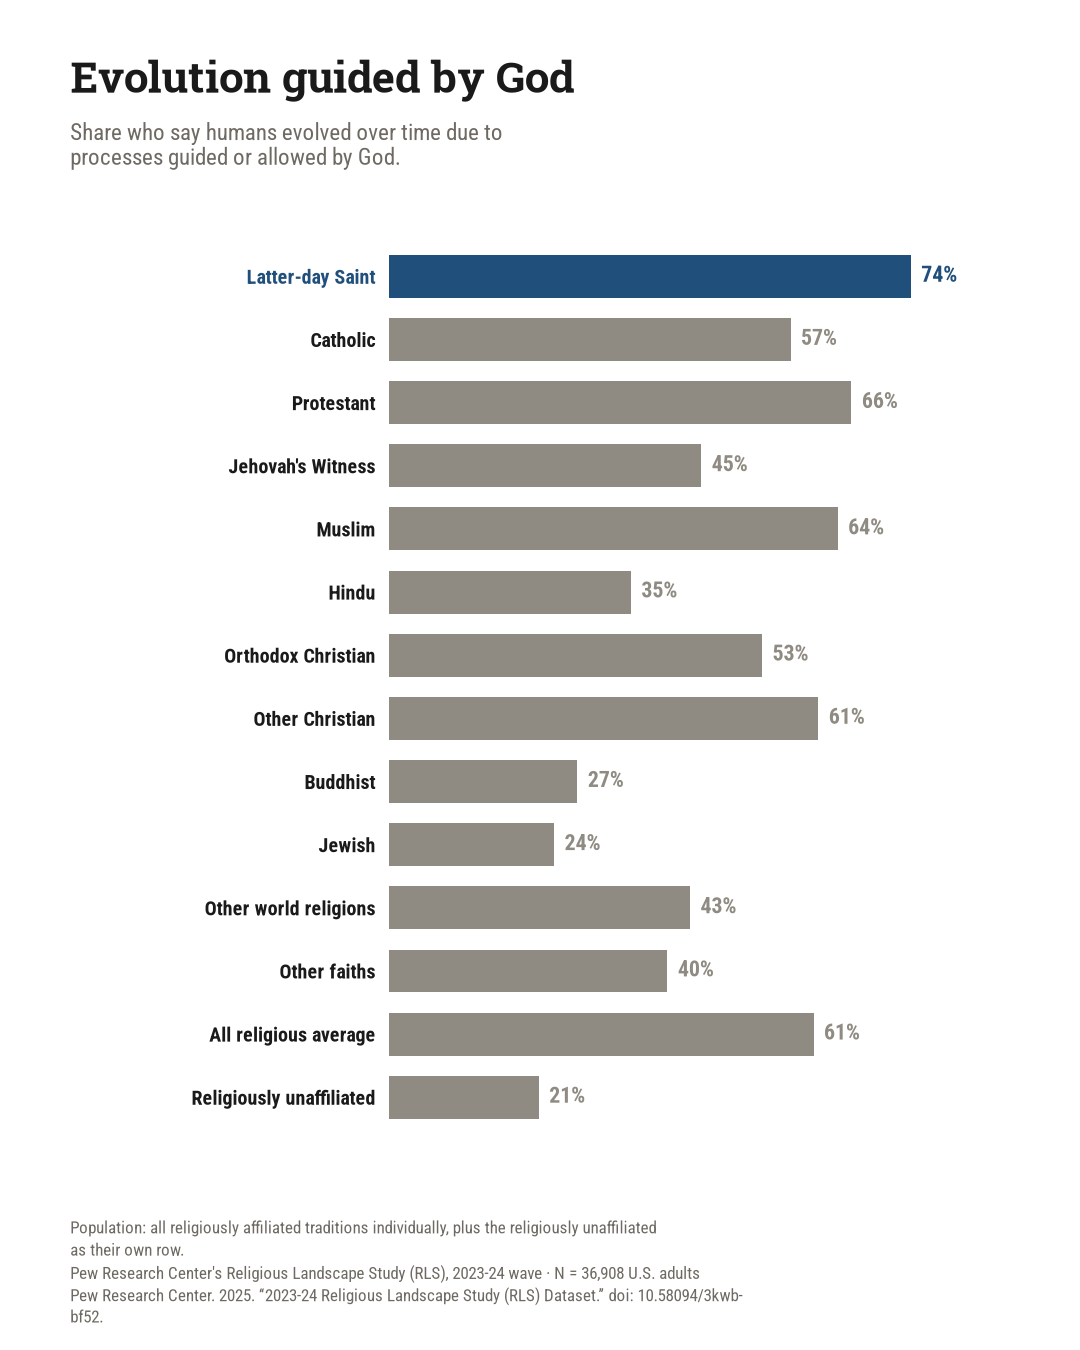 Evolution guided by God
Share who say humans evolved over time due to
processes guided or allowed by God.
Latter-day Saint 74%
Catholic 57%
Protestant 66%
Jehovah's Witness 45%
Muslim 64%
Hindu 35%
Orthodox Christian 53%
Other Christian 61%
Buddhist 27%
Jewish 24%
Other world religions 43%
Other faiths 40%
All religious average 61%
Religiously unaffiliated 21%
Population: all religiously affiliated traditions individually, plus the religiously unaffiliated
as their own row.
Pew Research Center's Religious Landscape Study (RLS), 2023-24 wave · N = 36,908 U.S. adults
Pew Research Center. 2025. “2023-24 Religious Landscape Study (RLS) Dataset.” doi: 10.58094/3kwb-
bf52.